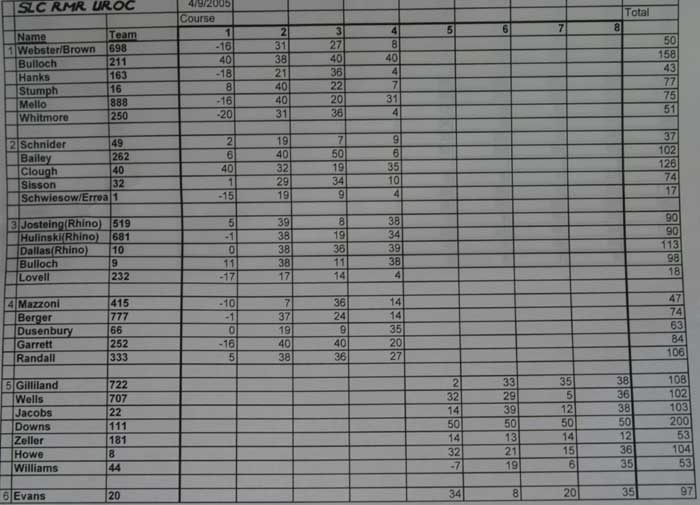 SLC RMR UROC 4/9/2005
Course Total
Name Team 1 2 3 4 5 6 7 8
1 Webster/Brown 698 -16 31 27 8 50
Bulloch 211 40 38 40 40 158
Hanks 163 -18 21 36 4 43
Stumph 16 8 40 22 7 77
Mello 888 -16 40 20 31 75
Whitmore 250 -20 31 36 4 51
2 Schnider 49 2 19 7 9 37
Bailey 262 6 40 50 6 102
Clough 40 40 32 19 35 126
Sisson 32 1 29 34 10 74
Schwiesow/Errea 1 -15 19 9 4 17
3 Josteing(Rhino) 519 5 39 8 38 90
Hulinski(Rhino) 681 -1 38 19 34 90
Dallas(Rhino) 10 0 38 36 39 113
Bulloch 9 11 38 11 38 98
Lovell 232 -17 17 14 4 18
4 Mazzoni 415 -10 7 36 14 47
Berger 777 -1 37 24 14 74
Dusenbury 66 0 19 9 35 63
Garrett 252 -16 40 40 20 84
Randall 333 5 38 36 27 106
5 Gilliland 722 2 33 35 38 108
Wells 707 32 29 5 36 102
Jacobs 22 14 39 12 38 103
Downs 111 50 50 50 50 200
Zeller 181 14 13 14 12 53
Howe 8 32 21 15 36 104
Williams 44 -7 19 6 35 53
6 Evans 20 34 8 20 35 97